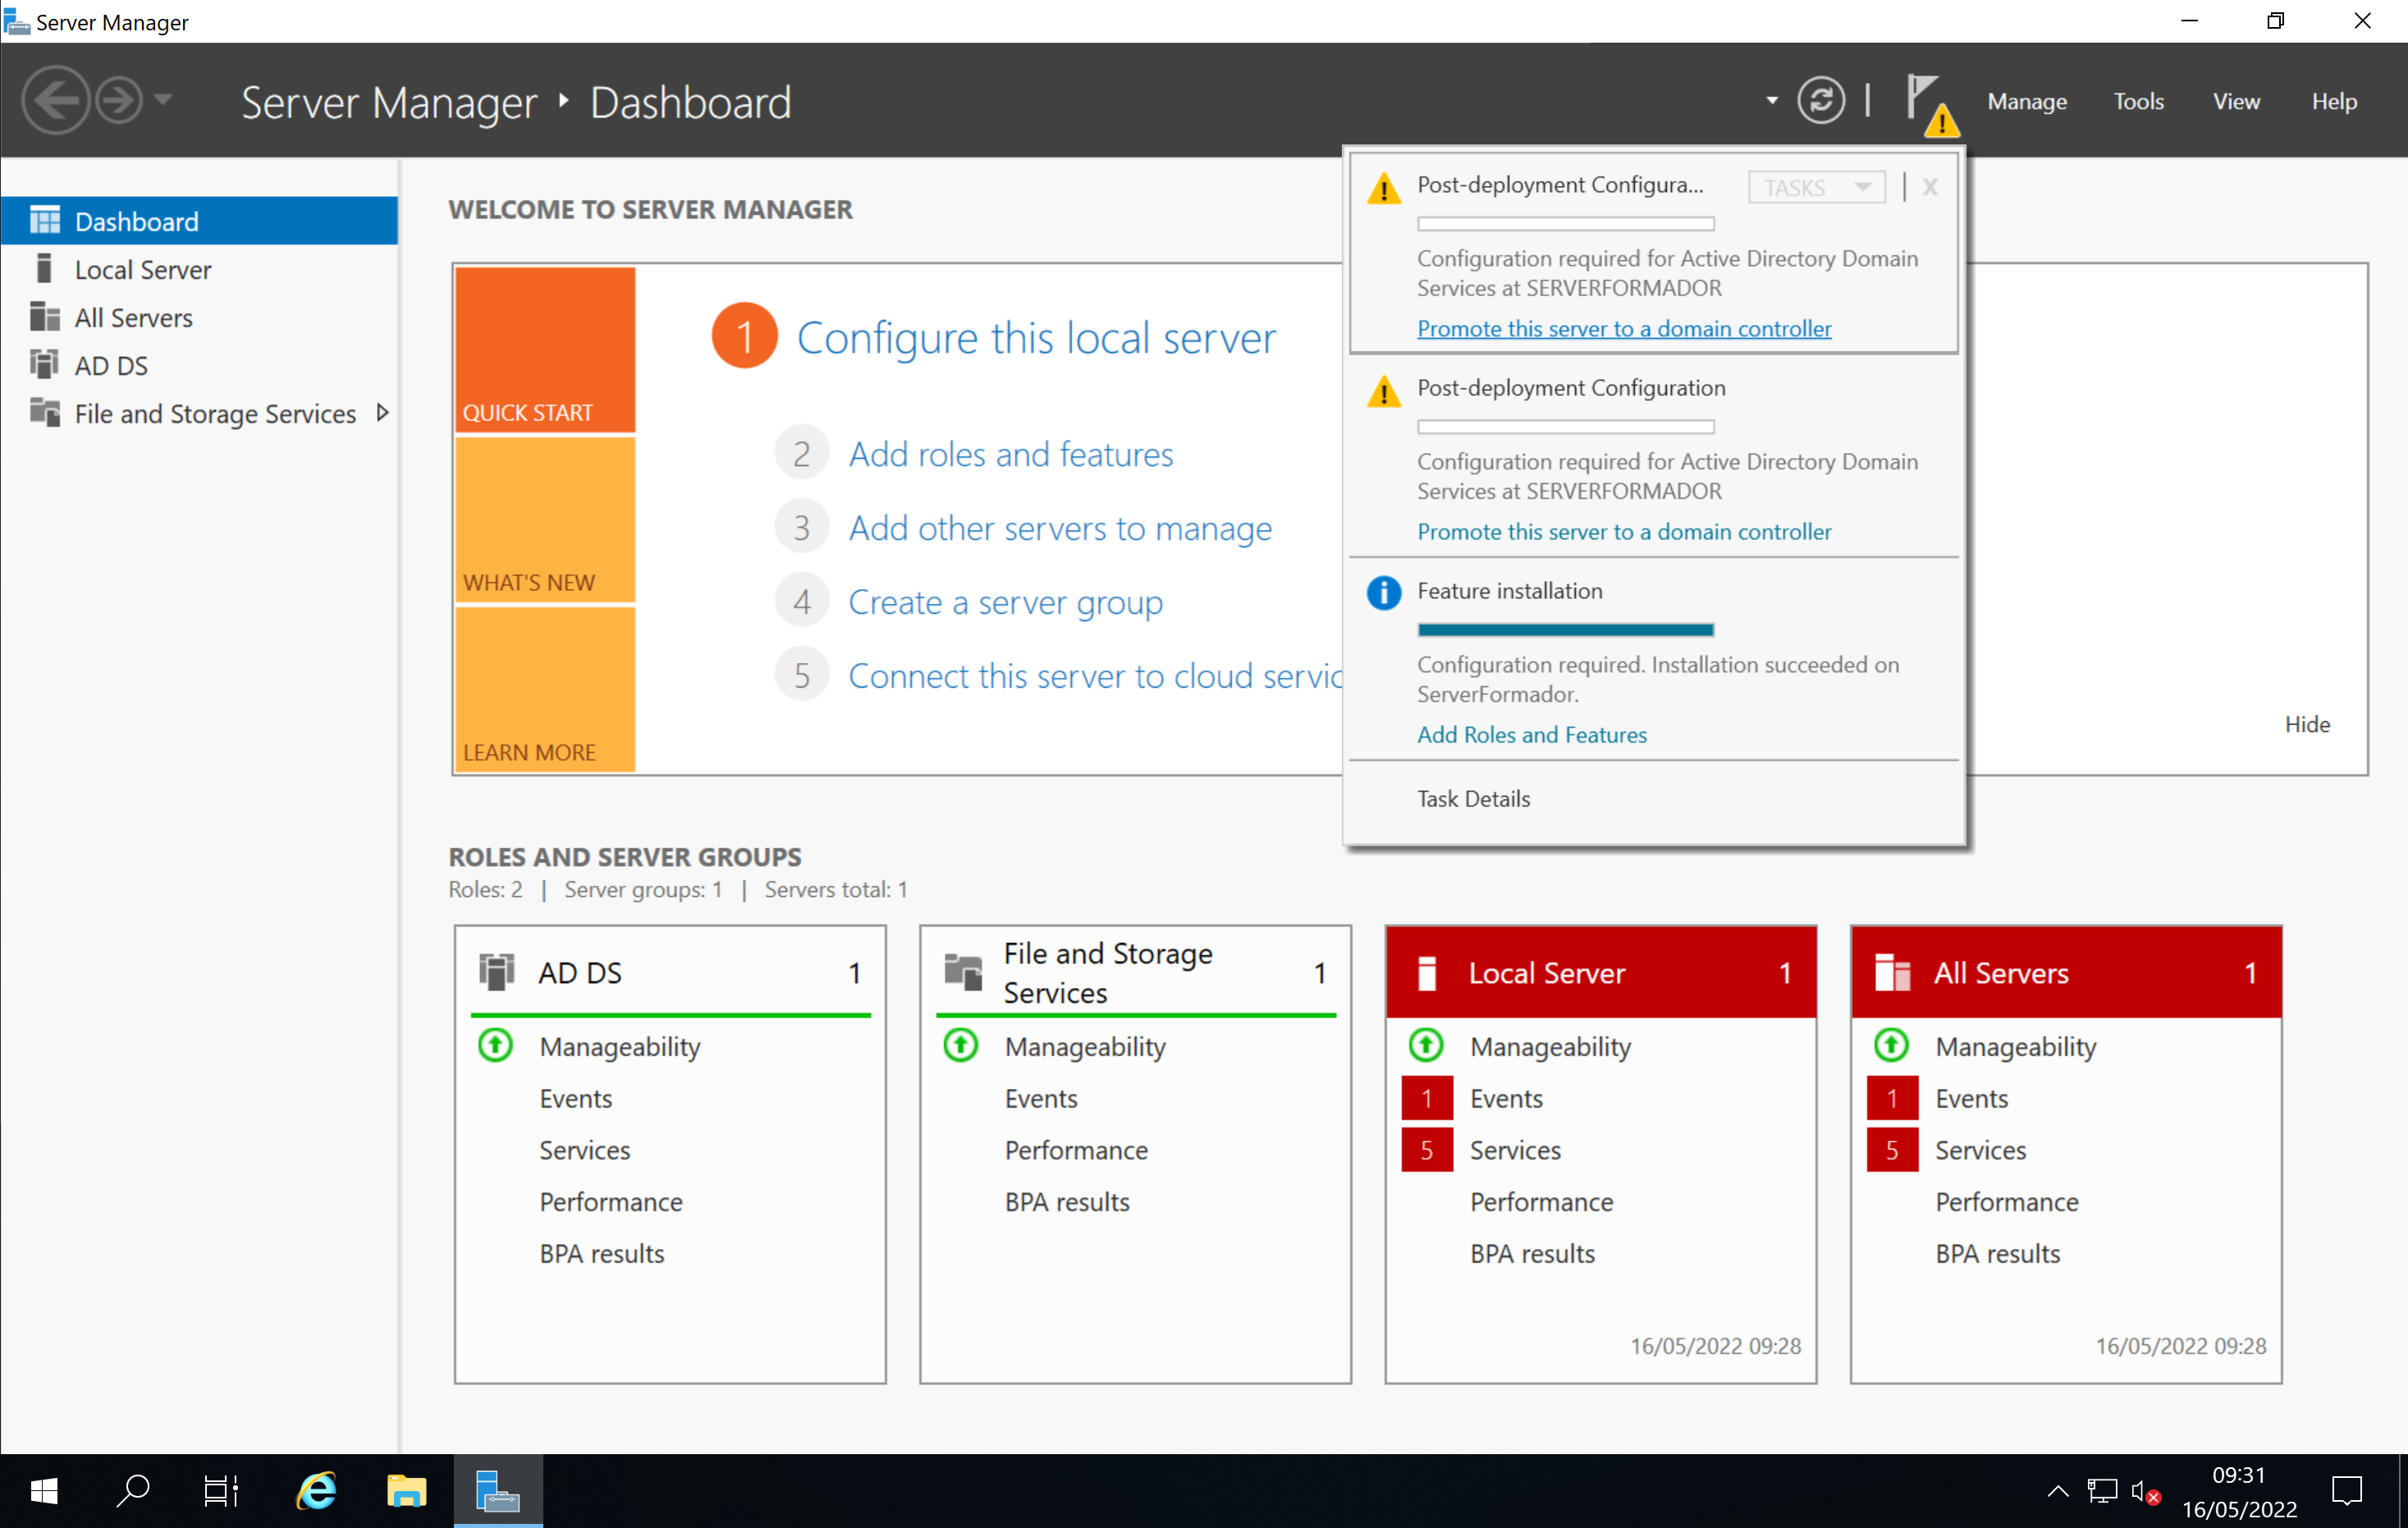 Server Manager
Server Manager
Dashboard
Manage
Tools
View
Help
Dashboard
Local Server
All Servers
AD DS
File and Storage Services
WELCOME TO SERVER MANAGER
QUICK START
WHAT'S NEW
LEARN MORE
1 Configure this local server
2 Add roles and features
3 Add other servers to manage
4 Create a server group
5 Connect this server to cloud servic
Hide
Post-deployment Configura...
TASKS
X
Configuration required for Active Directory Domain
Services at SERVERFORMADOR
Promote this server to a domain controller
Post-deployment Configuration
Configuration required for Active Directory Domain
Services at SERVERFORMADOR
Promote this server to a domain controller
Feature installation
Configuration required. Installation succeeded on
ServerFormador.
Add Roles and Features
Task Details
ROLES AND SERVER GROUPS
Roles: 2 | Server groups: 1 | Servers total: 1
AD DS 1
Manageability
Events
Services
Performance
BPA results
File and Storage
Services
1
Manageability
Events
Performance
BPA results
Local Server 1
Manageability
1 Events
5 Services
Performance
BPA results
16/05/2022 09:28
All Servers 1
Manageability
1 Events
5 Services
Performance
BPA results
16/05/2022 09:28
09:31
16/05/2022